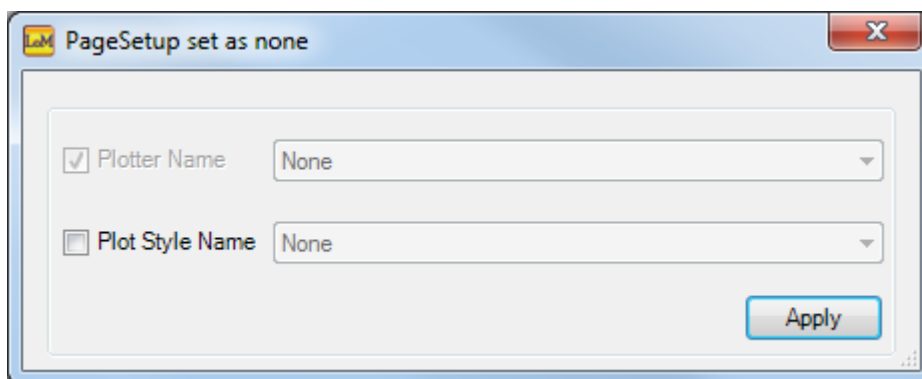 LaM PageSetup set as none
Plotter Name None
Plot Style Name None
Apply